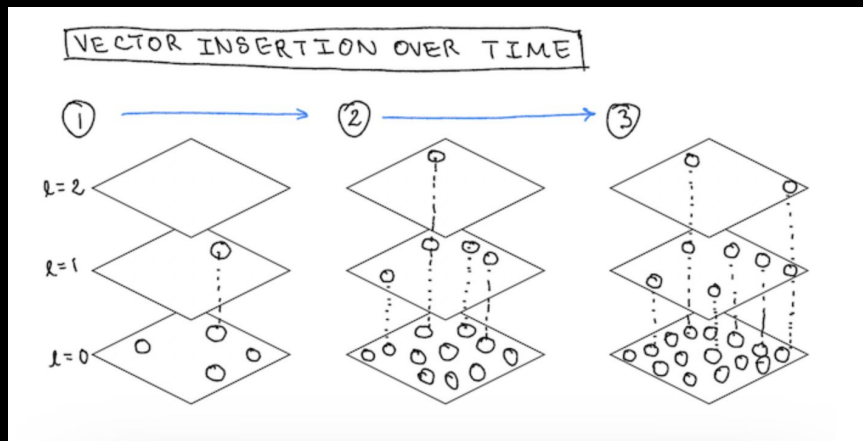 VECTOR INSERTION OVER TIME
1 2 3
l=2
l=1
l=0